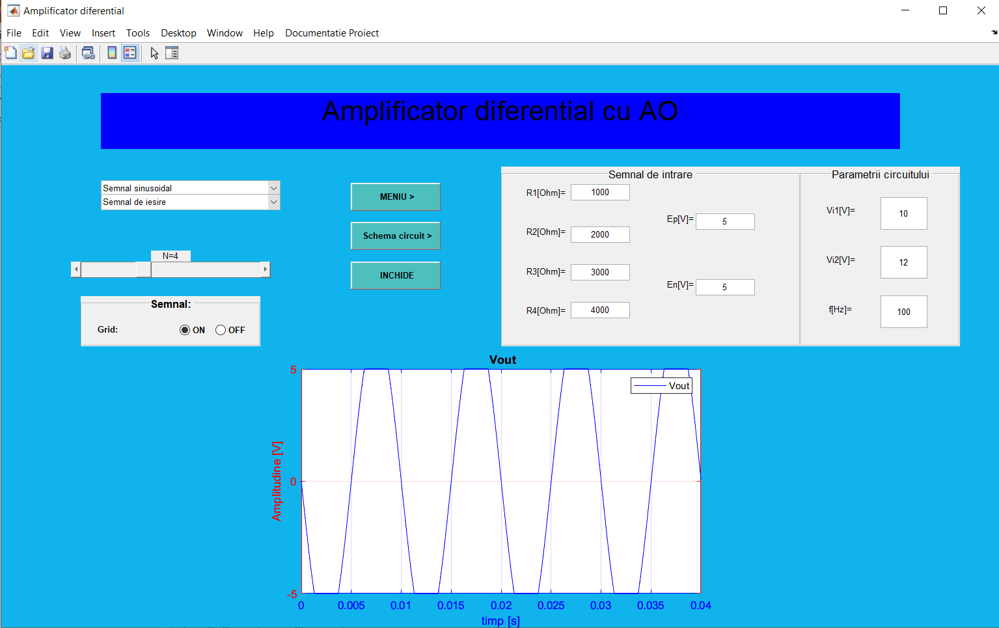 Amplificator diferential
File Edit View Insert Tools Desktop Window Help Documentatie Proiect
Amplificator diferential cu AO
Semnal sinusoidal
Semnal de iesire
N=4
Semnal:
Grid: ON OFF
MENIU >
Schema circuit >
INCHIDE
Semnal de intrare
R1[Ohm]= 1000
R2[Ohm]= 2000
R3[Ohm]= 3000
R4[Ohm]= 4000
Ep[V]= 5
En[V]= 5
Parametrii circuitului
Vi1[V]= 10
Vi2[V]= 12
f[Hz]= 100
Vout
Vout
Amplitudine [V]
5
0
-5
0 0.005 0.01 0.015 0.02 0.025 0.03 0.035 0.04
timp [s]